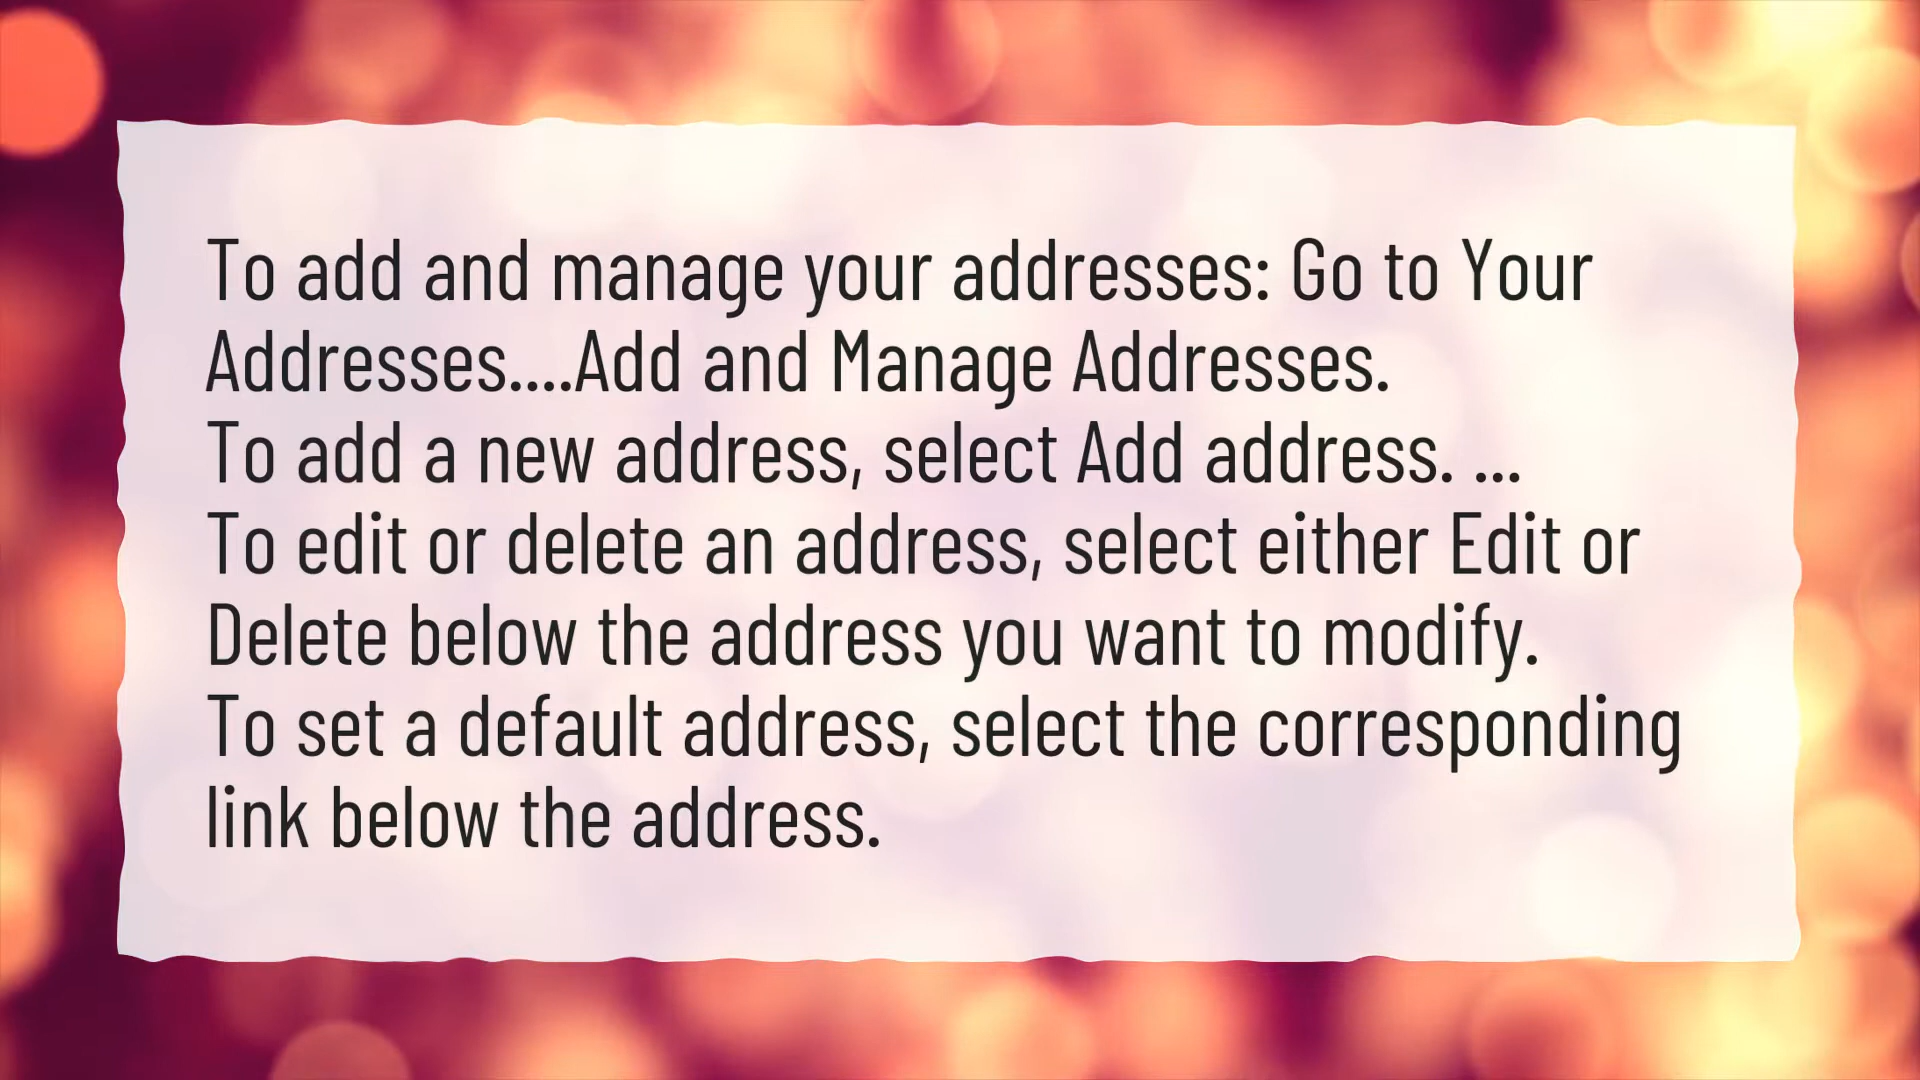 To add and manage your addresses: Go to Your
Addresses....Add and Manage Addresses.
To add a new address, select Add address. ...
To edit or delete an address, select either Edit or
Delete below the address you want to modify.
To set a default address, select the corresponding
link below the address.